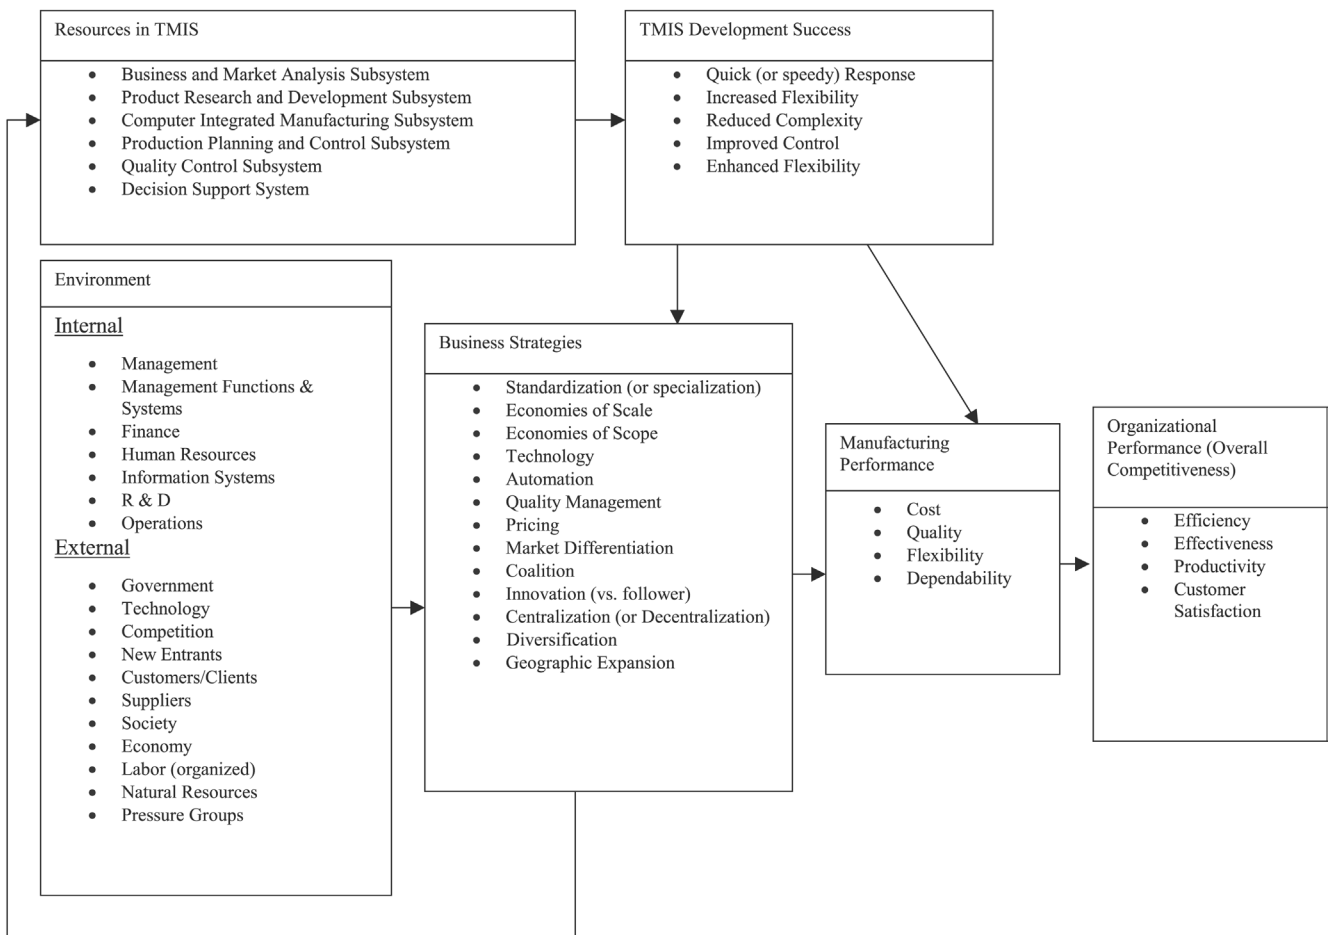 Resources in TMIS
• Business and Market Analysis Subsystem
• Product Research and Development Subsystem
• Computer Integrated Manufacturing Subsystem
• Production Planning and Control Subsystem
• Quality Control Subsystem
• Decision Support System
TMIS Development Success
• Quick (or speedy) Response
• Increased Flexibility
• Reduced Complexity
• Improved Control
• Enhanced Flexibility
Environment
Internal
• Management
• Management Functions &
Systems
• Finance
• Human Resources
• Information Systems
• R & D
• Operations
External
• Government
• Technology
• Competition
• New Entrants
• Customers/Clients
• Suppliers
• Society
• Economy
• Labor (organized)
• Natural Resources
• Pressure Groups
Business Strategies
• Standardization (or specialization)
• Economies of Scale
• Economies of Scope
• Technology
• Automation
• Quality Management
• Pricing
• Market Differentiation
• Coalition
• Innovation (vs. follower)
• Centralization (or Decentralization)
• Diversification
• Geographic Expansion
Manufacturing
Performance
• Cost
• Quality
• Flexibility
• Dependability
Organizational
Performance (Overall
Competitiveness)
• Efficiency
• Effectiveness
• Productivity
• Customer
Satisfaction